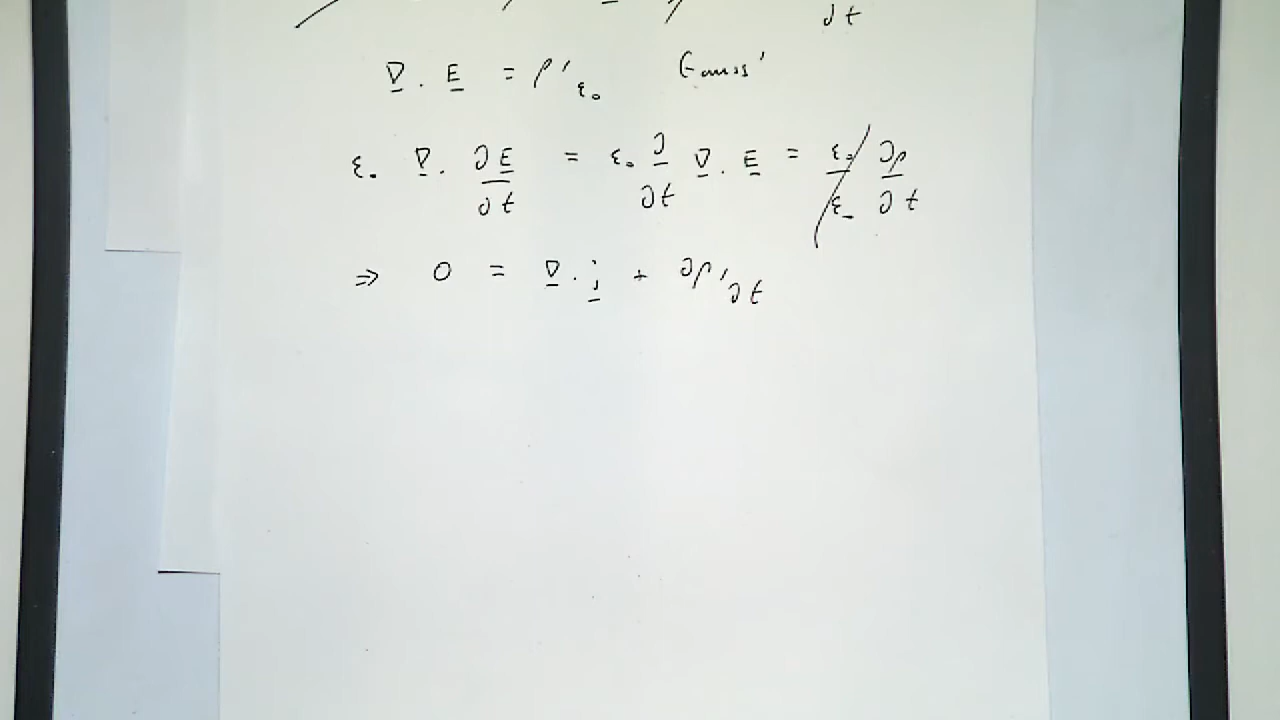 ∂t
∇ . E = ρ/ε₀ Gauss'
ε₀ ∇ . ∂E/∂t = ε₀ ∂/∂t ∇ . E = ε₀/ε₀ ∂ρ/∂t
⇒ 0 = ∇ . j + ∂ρ/∂t